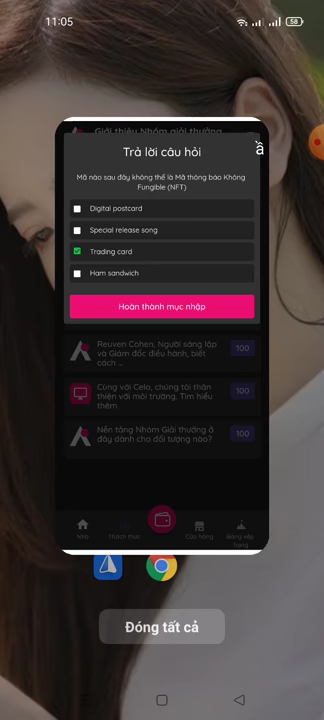 11:05
58
Giới thiệu Nhóm giải thưởng
Trả lời câu hỏi
Mã nào sau đây không thể là Mã thông báo Không
Fungible (NFT)
Digital postcard
Special release song
Trading card
Ham sandwich
Hoàn thành mục nhập
Reuven Cohen, Người sáng lập
và Giám đốc điều hành, biết
cách ...
100
Cùng với Celo, chúng tôi thân
thiện với môi trường. Tìm hiểu
thêm
100
Nền tảng Nhóm Giải thưởng ở
đây dành cho đối tượng nào?
100
Nhà
Thách thức
Cửa hàng
Bảng xếp
hạng
Đóng tất cả